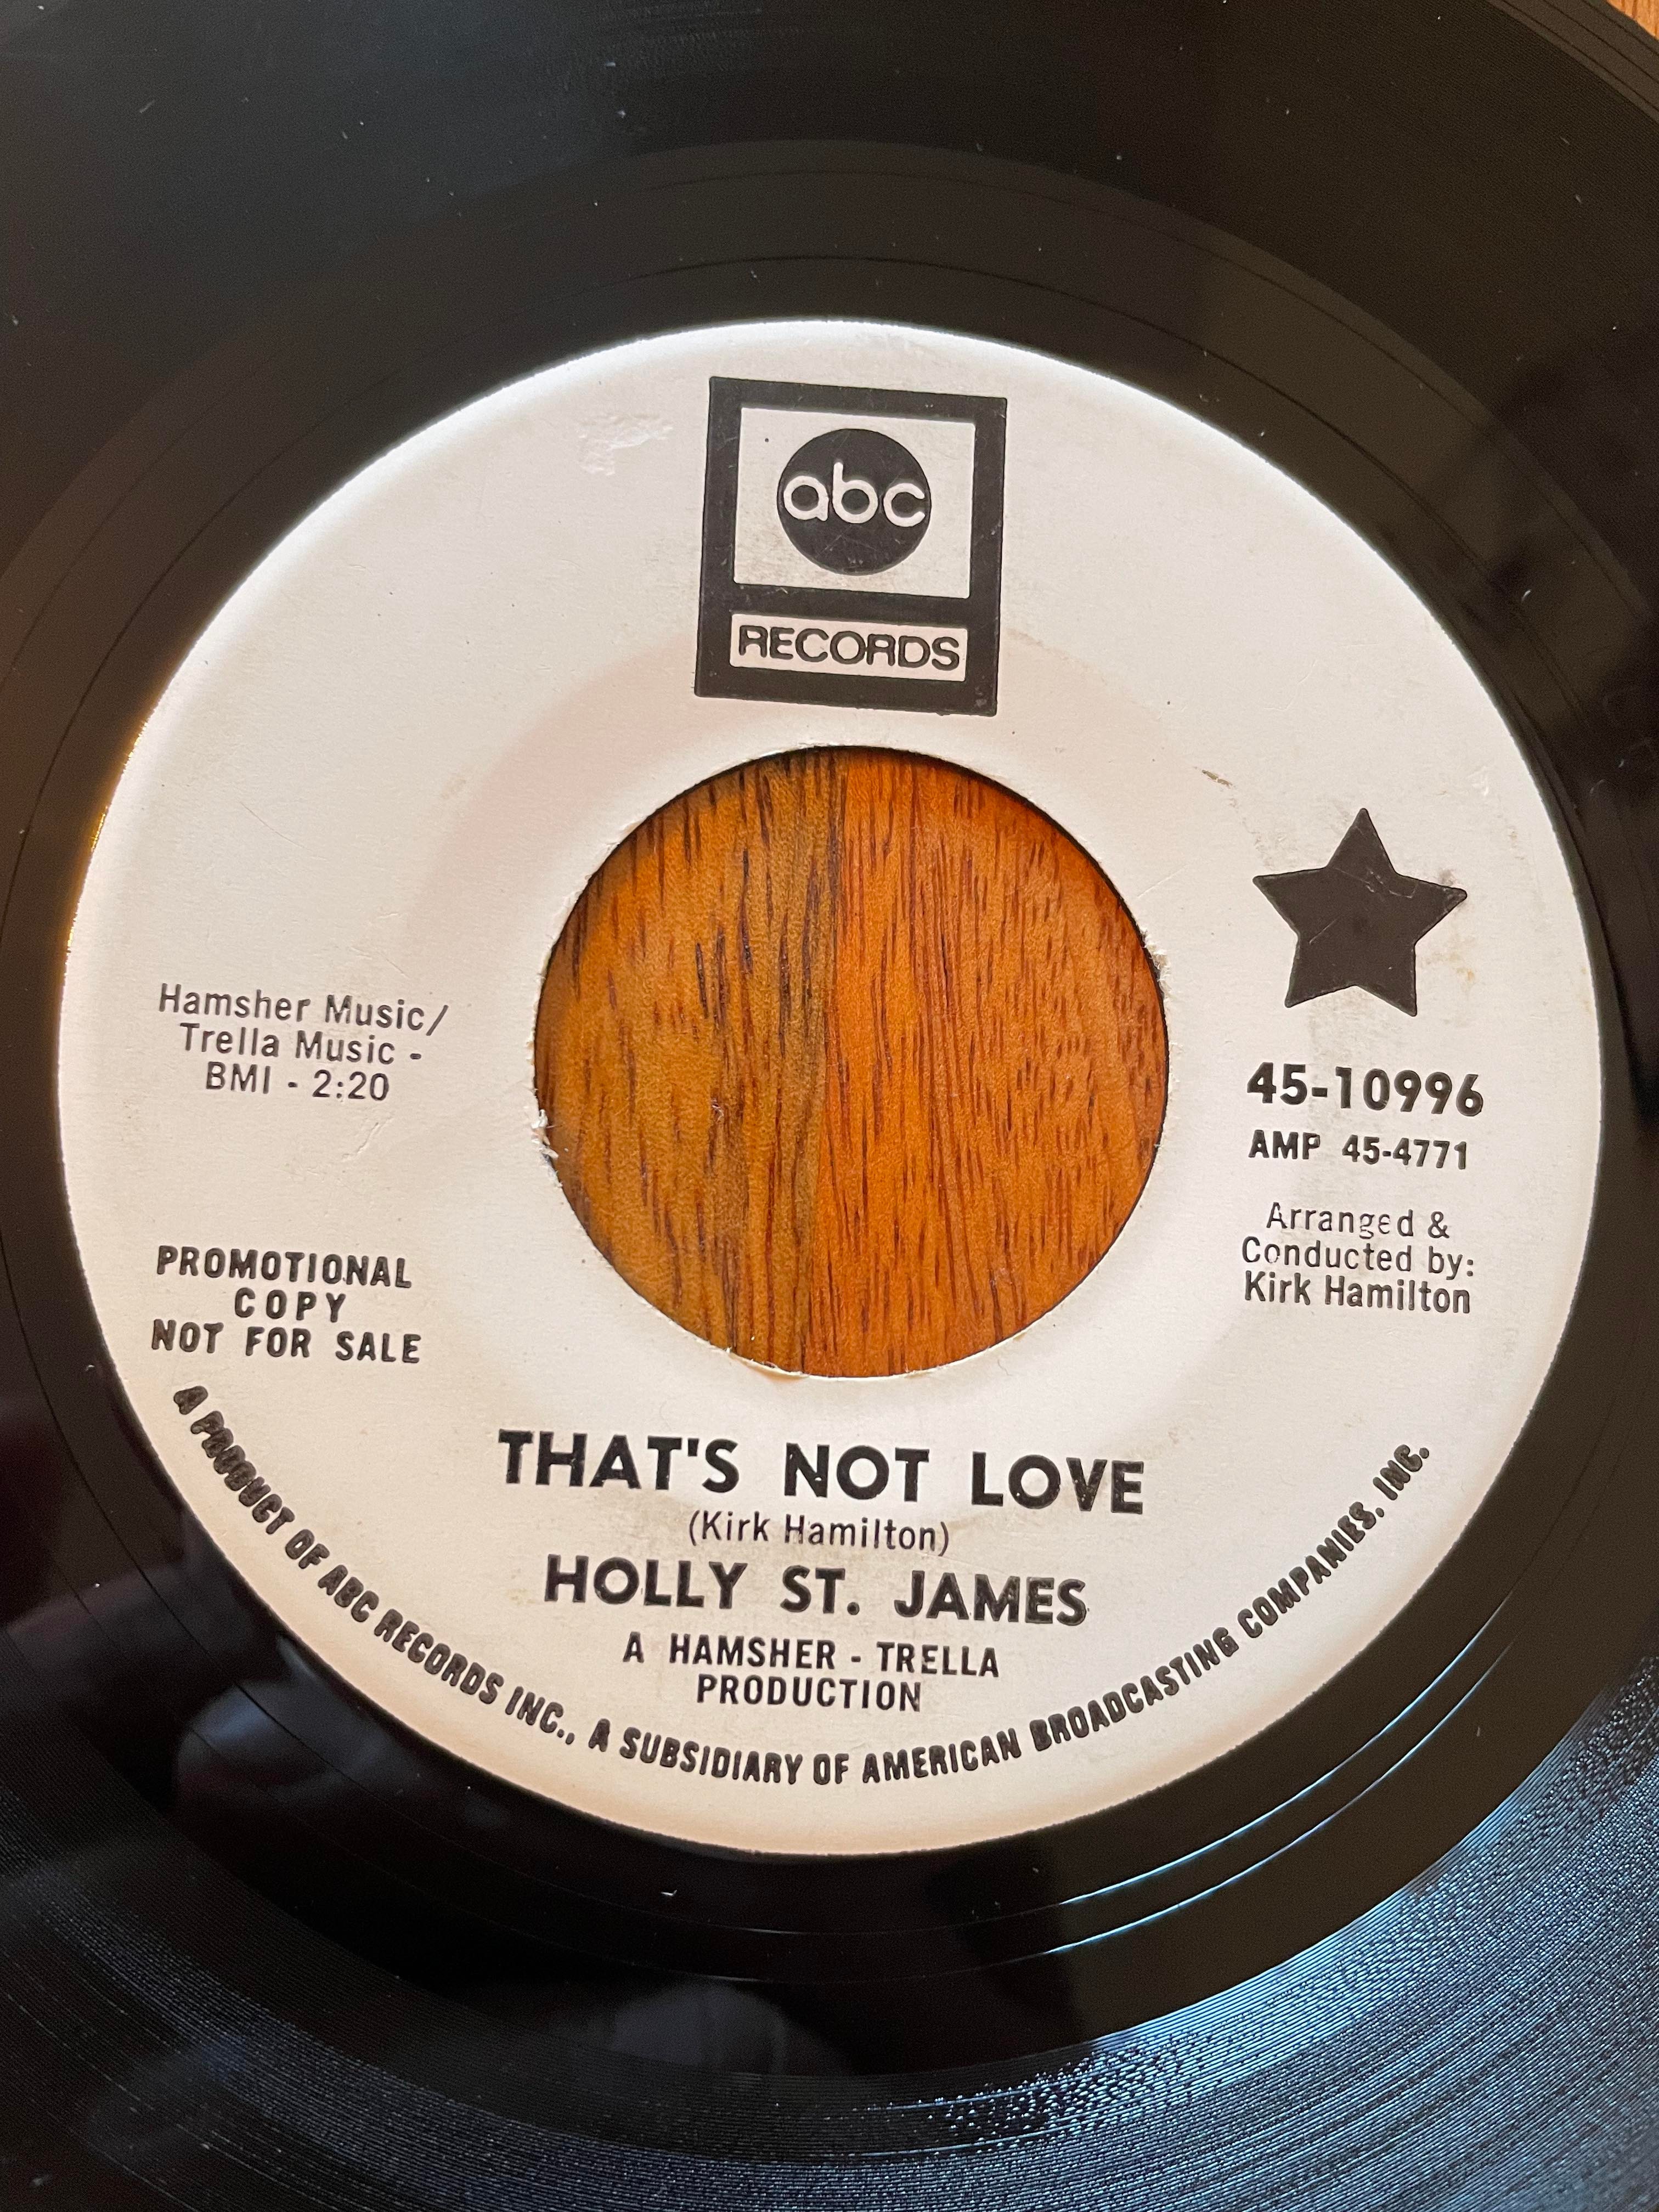 abc
RECORDS
Hamsher Music/
Trella Music -
BMI - 2:20
45-10996
AMP 45-4771
Arranged &
Conducted by:
Kirk Hamilton
PROMOTIONAL
COPY
NOT FOR SALE
THAT'S NOT LOVE
(Kirk Hamilton)
HOLLY ST. JAMES
A HAMSHER - TRELLA
PRODUCTION
A PRODUCT OF ABC RECORDS INC., A SUBSIDIARY OF AMERICAN BROADCASTING COMPANIES, INC.